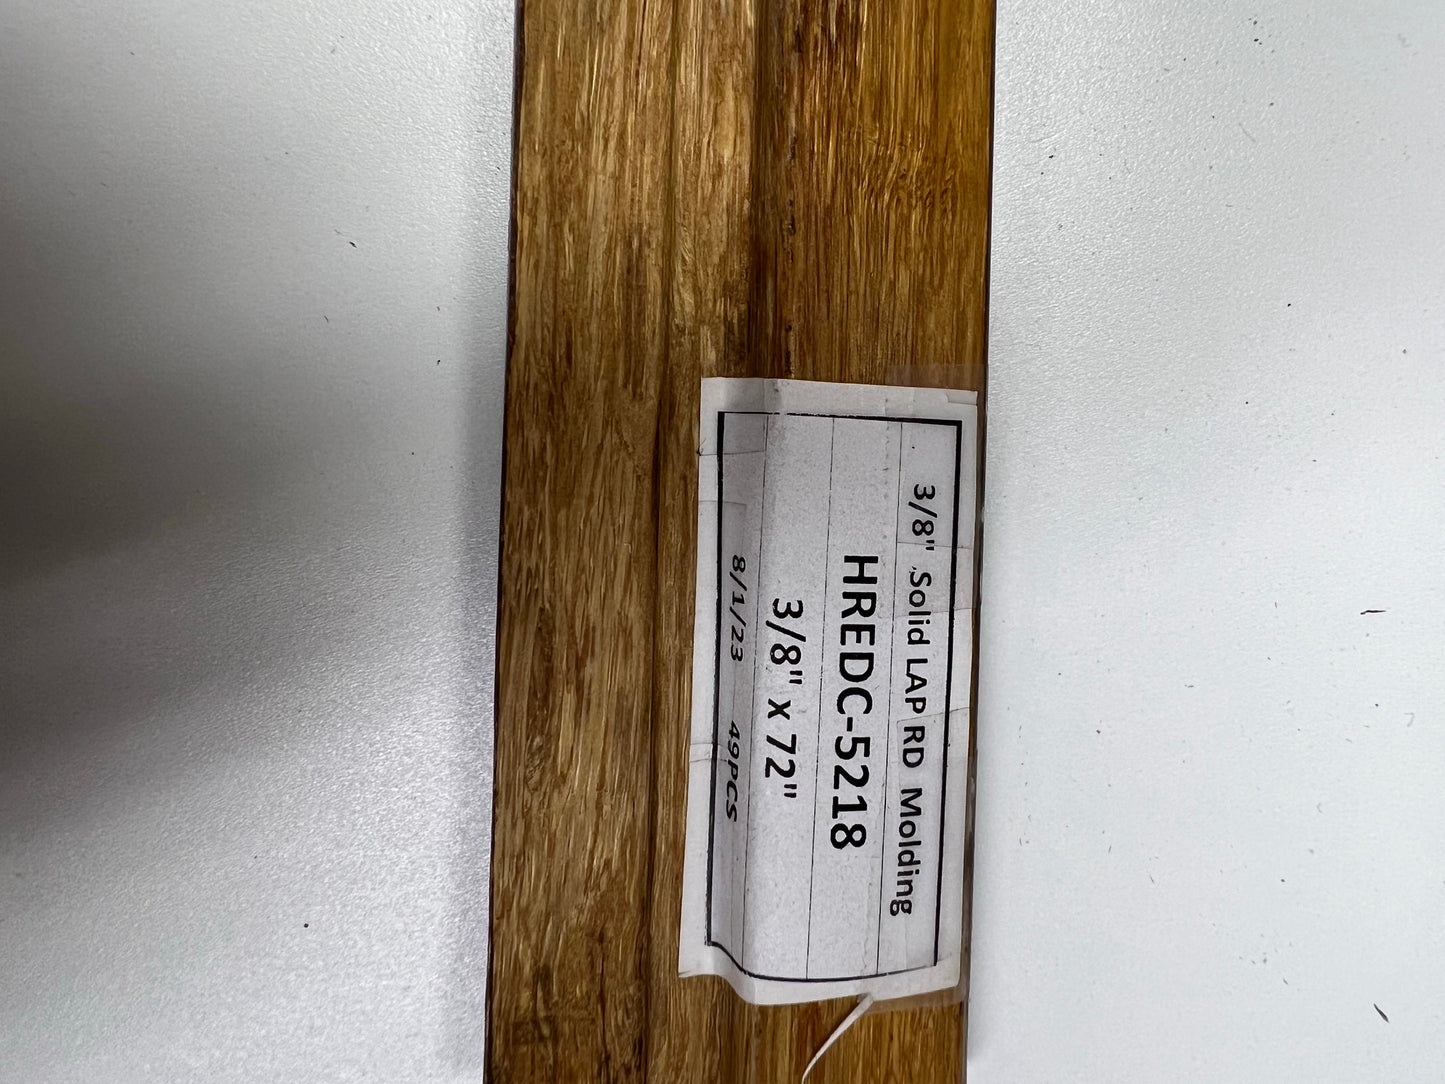 3/8" Solid LAP RD Molding
HREDC-5218
3/8" x 72"
8/1/23 49PCS